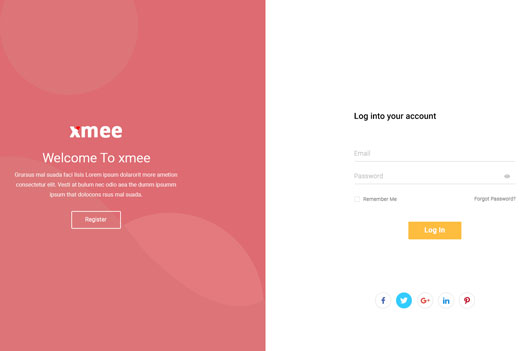 xmee
Welcome To xmee
Grursus mal suada faci lisis Lorem ipsum dolarorit more ametion
consectetur elit. Vesti at bulum nec odio aea the dumm ipsumm
ipsum that dolocons rsus mal suada.
Register
Log into your account
Email
Password
Remember Me
Forgot Password?
Log In